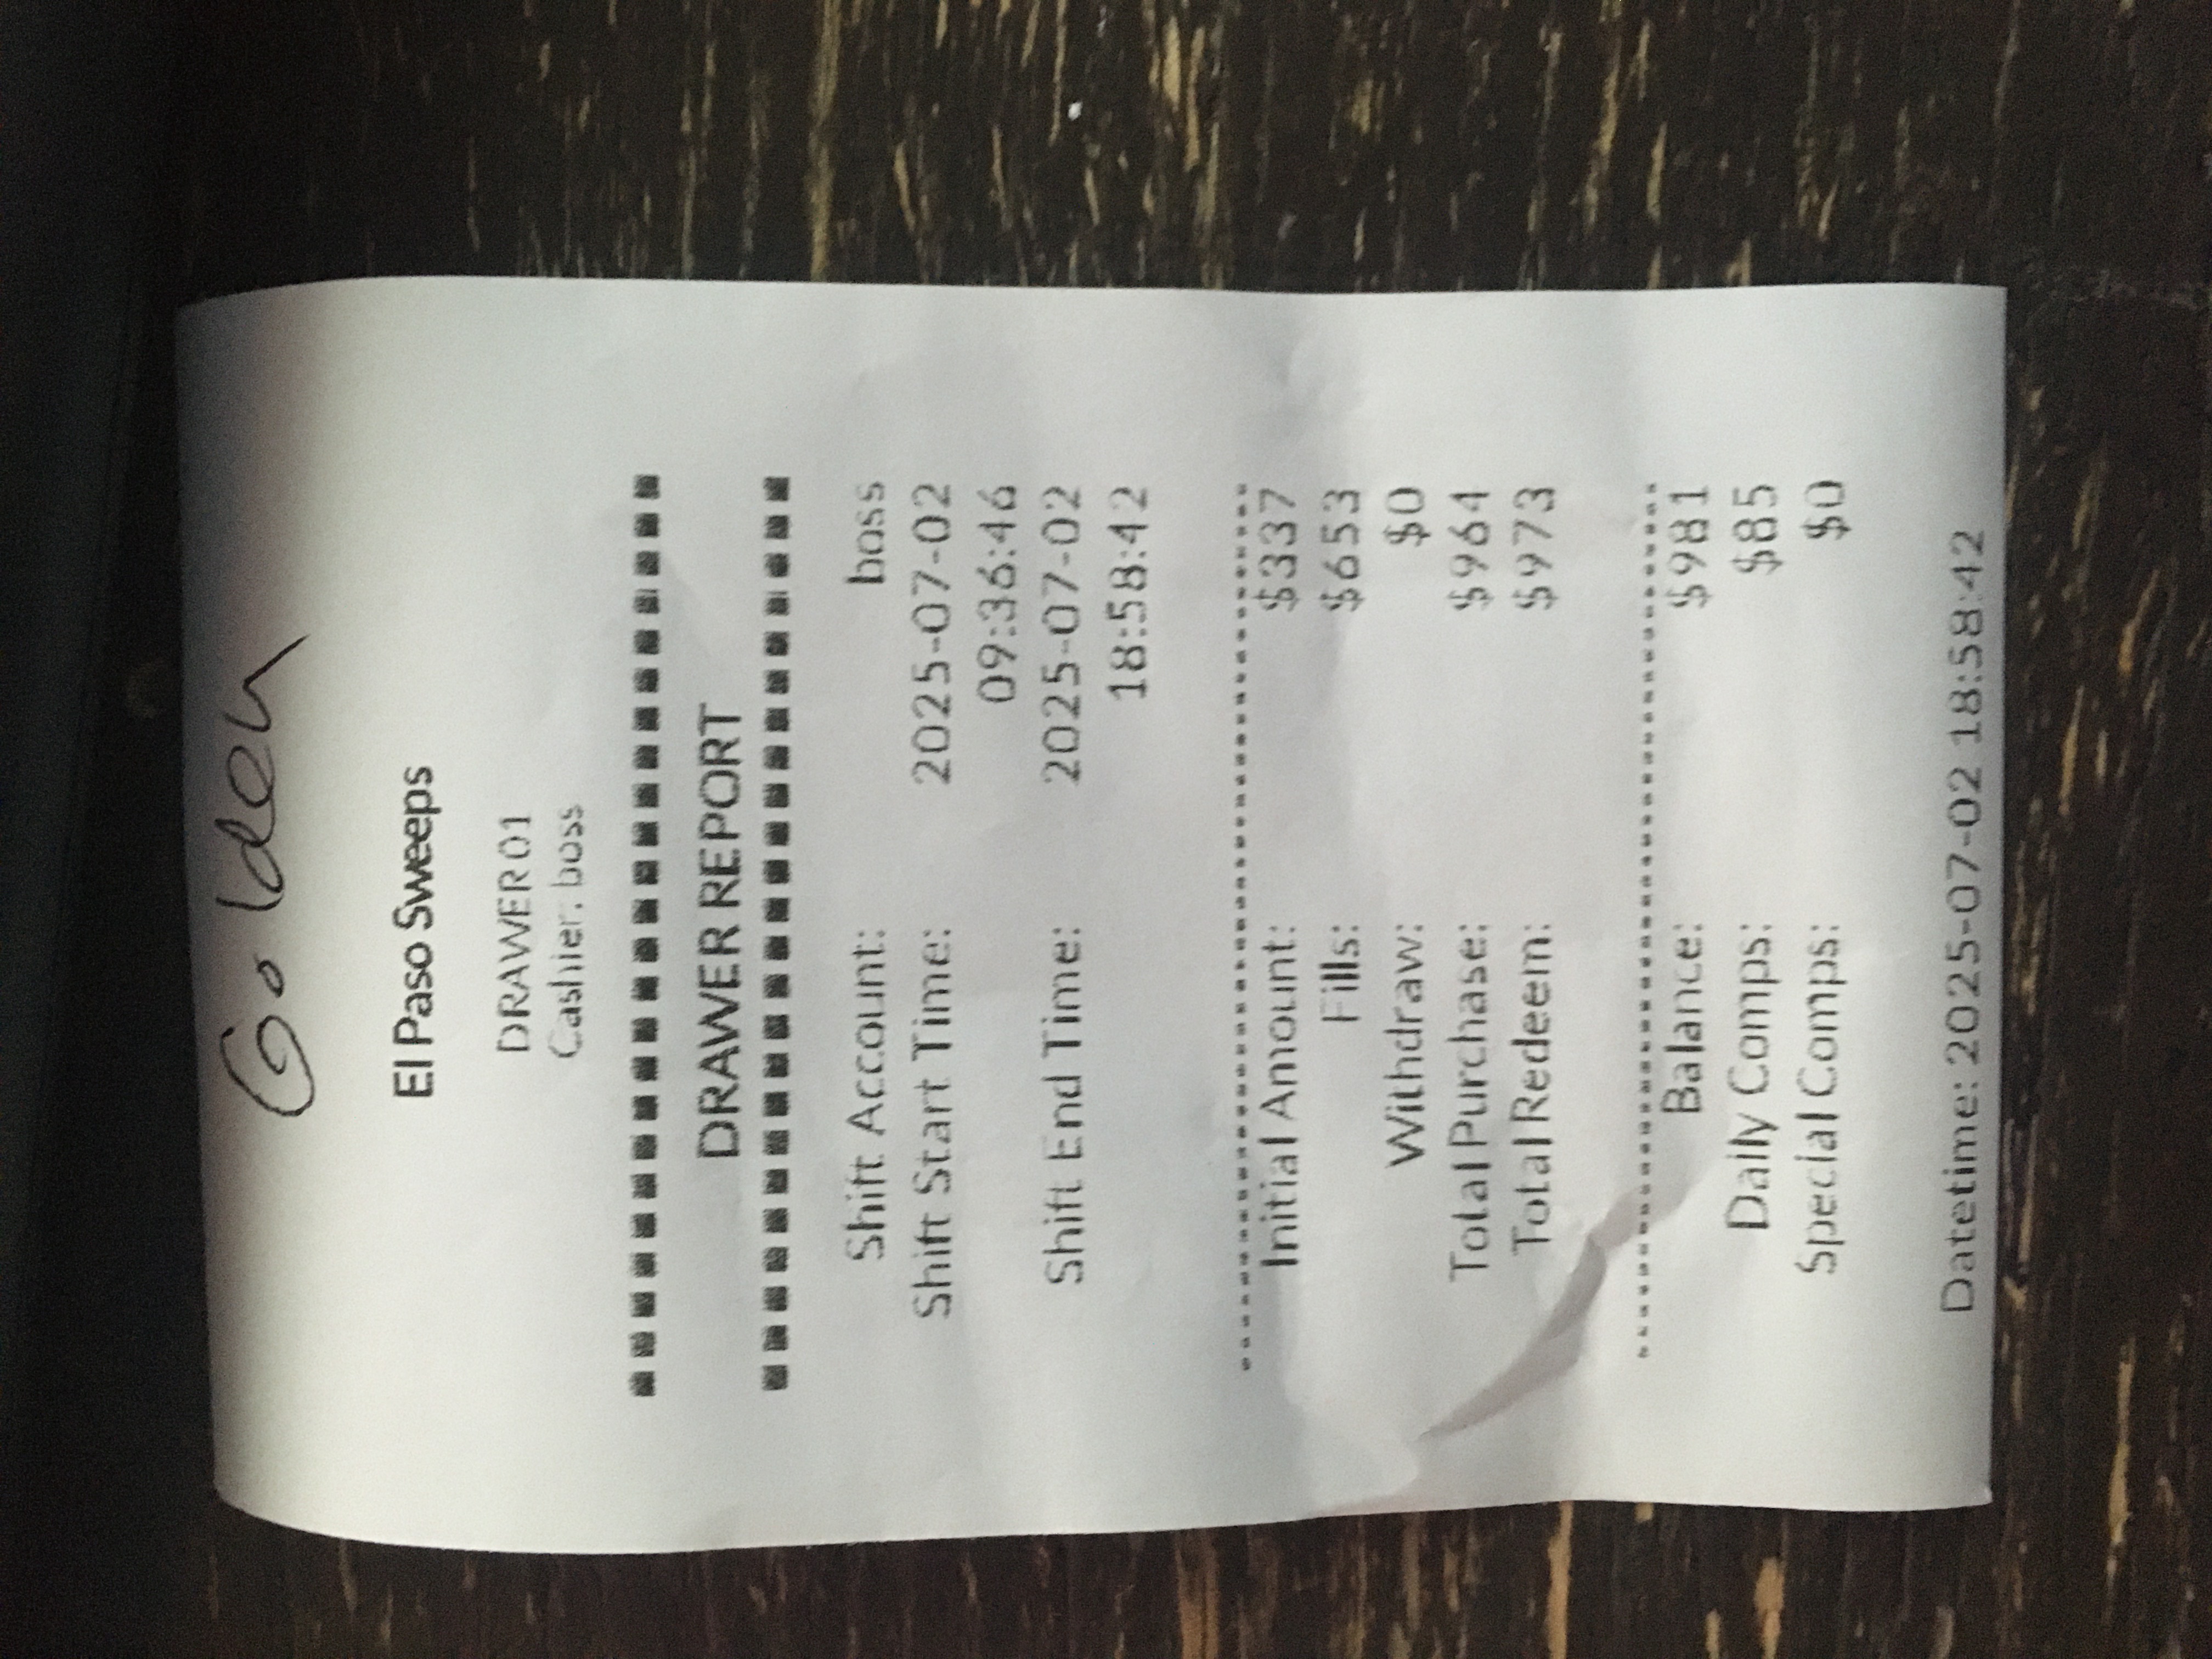 Golden
El Paso Sweeps
DRAWER 01
Cashier: boss
DRAWER REPORT
Shift Account: boss
Shift Start Time: 2025-07-02
09:36:46
Shift End Time: 2025-07-02
18:58:42
Initial Amount: $337
Fills: $653
Withdraw: $0
Total Purchase: $964
Total Redeem: $973
Balance: $981
Daily Comps: $85
Special Comps: $0
Datetime: 2025-07-02 18:58:42